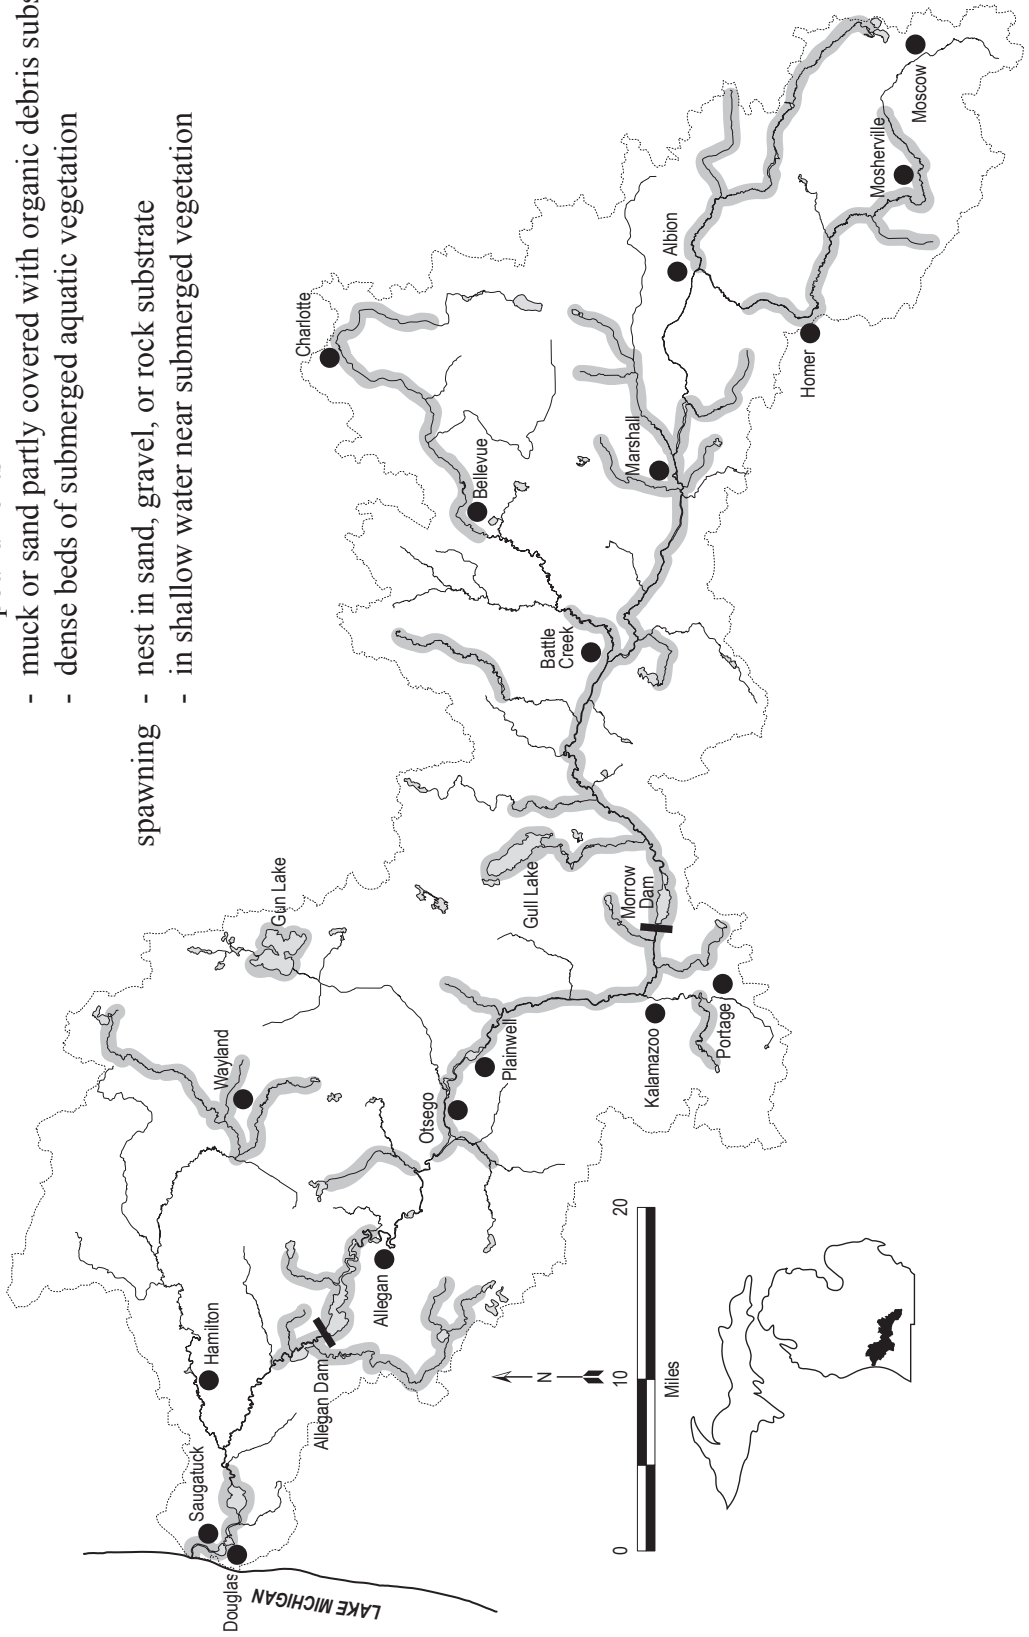 - muck or sand partly covered with organic debris
- dense beds of submerged aquatic vegetation
spawning - nest in sand, gravel, or rock substrate
- in shallow water near submerged vegetation
Charlotte
Bellevue
Battle
Creek
Marshall
Albion
Homer
Mosherville
Moscow
Gun Lake
Gull Lake
Morrow
Dam
Wayland
Plainwell
Otsego
Kalamazoo
Portage
Hamilton
Allegan
Allegan Dam
Saugatuck
Douglas
LAKE MICHIGAN
N
0
10
20
Miles